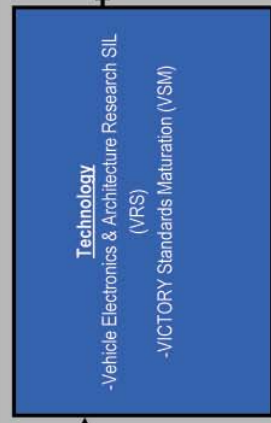 Technology
-Vehicle Electronics & Architecture Research SIL
(VRS)
-VICTORY Standards Maturation (VSM)